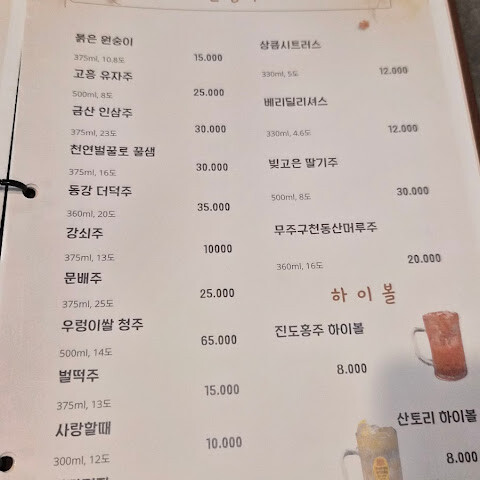 붉은 원숭이
375ml, 10.8도
15.000
고흥 유자주
500ml, 8도
25.000
금산 인삼주
375ml, 23도
30.000
천연벌꿀로 꿀샘
375ml, 16도
30.000
동강 더덕주
360ml, 20도
35.000
강쇠주
375ml, 13도
10000
문배주
375ml, 25도
25.000
우렁이쌀 청주
500ml, 14도
65.000
벌떡주
375ml, 13도
15.000
사랑할때
300ml, 12도
10.000
상콤시트러스
330ml, 5도
12.000
베리딜리셔스
330ml, 4.6도
12.000
빚고은 딸기주
500ml, 8도
30.000
무주구천동산머루주
360ml, 16도
20.000
하이볼
진도홍주 하이볼
8.000
산토리 하이볼
8.000